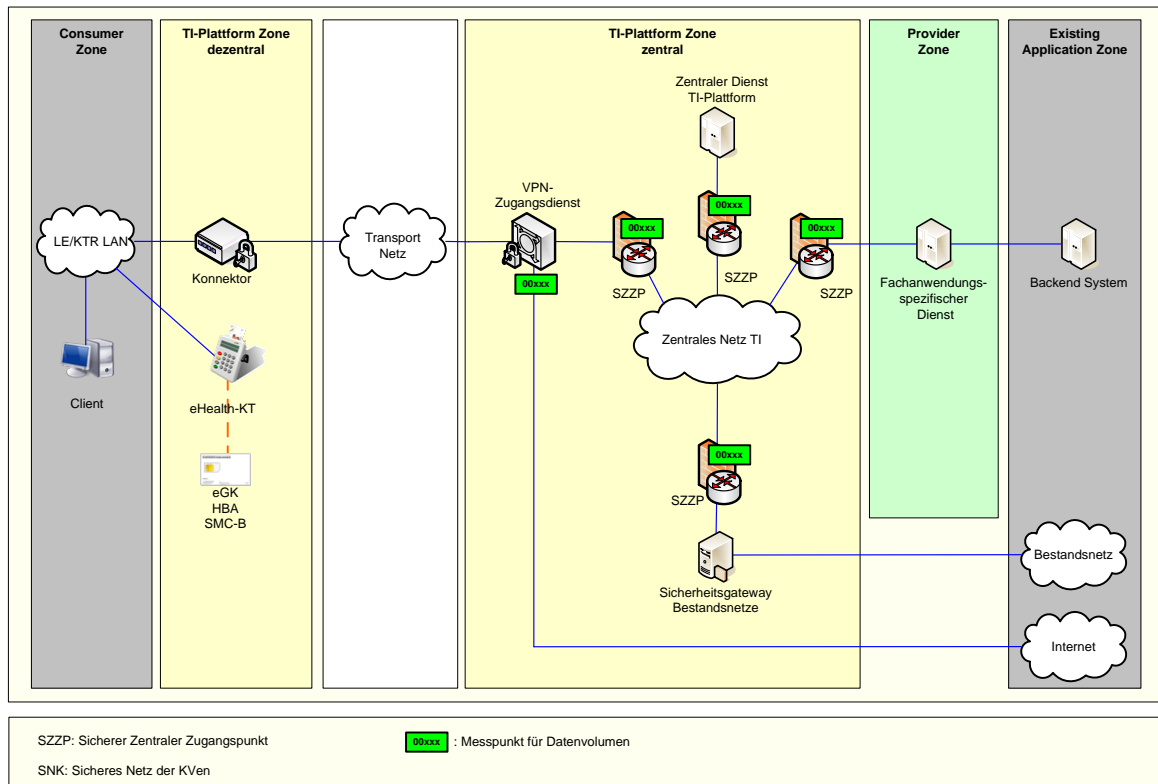 Consumer
Zone
TI-Plattform Zone
dezentral
TI-Plattform Zone
zentral
Provider
Zone
Existing
Application Zone
Zentraler Dienst
TI-Plattform
VPN-
Zugangsdienst
00xxx
00xxx
00xxx
00xxx
LE/KTR LAN
Konnektor
Transport
Netz
SZZP
SZZP
SZZP
Fachanwendungs-
spezifischer
Dienst
Backend System
Zentrales Netz TI
Client
eHealth-KT
00xxx
SZZP
eGK
HBA
SMC-B
Sicherheitsgateway
Bestandsnetze
Bestandsnetz
Internet
SZZP: Sicherer Zentraler Zugangspunkt
00xxx : Messpunkt für Datenvolumen
SNK: Sicheres Netz der KVen